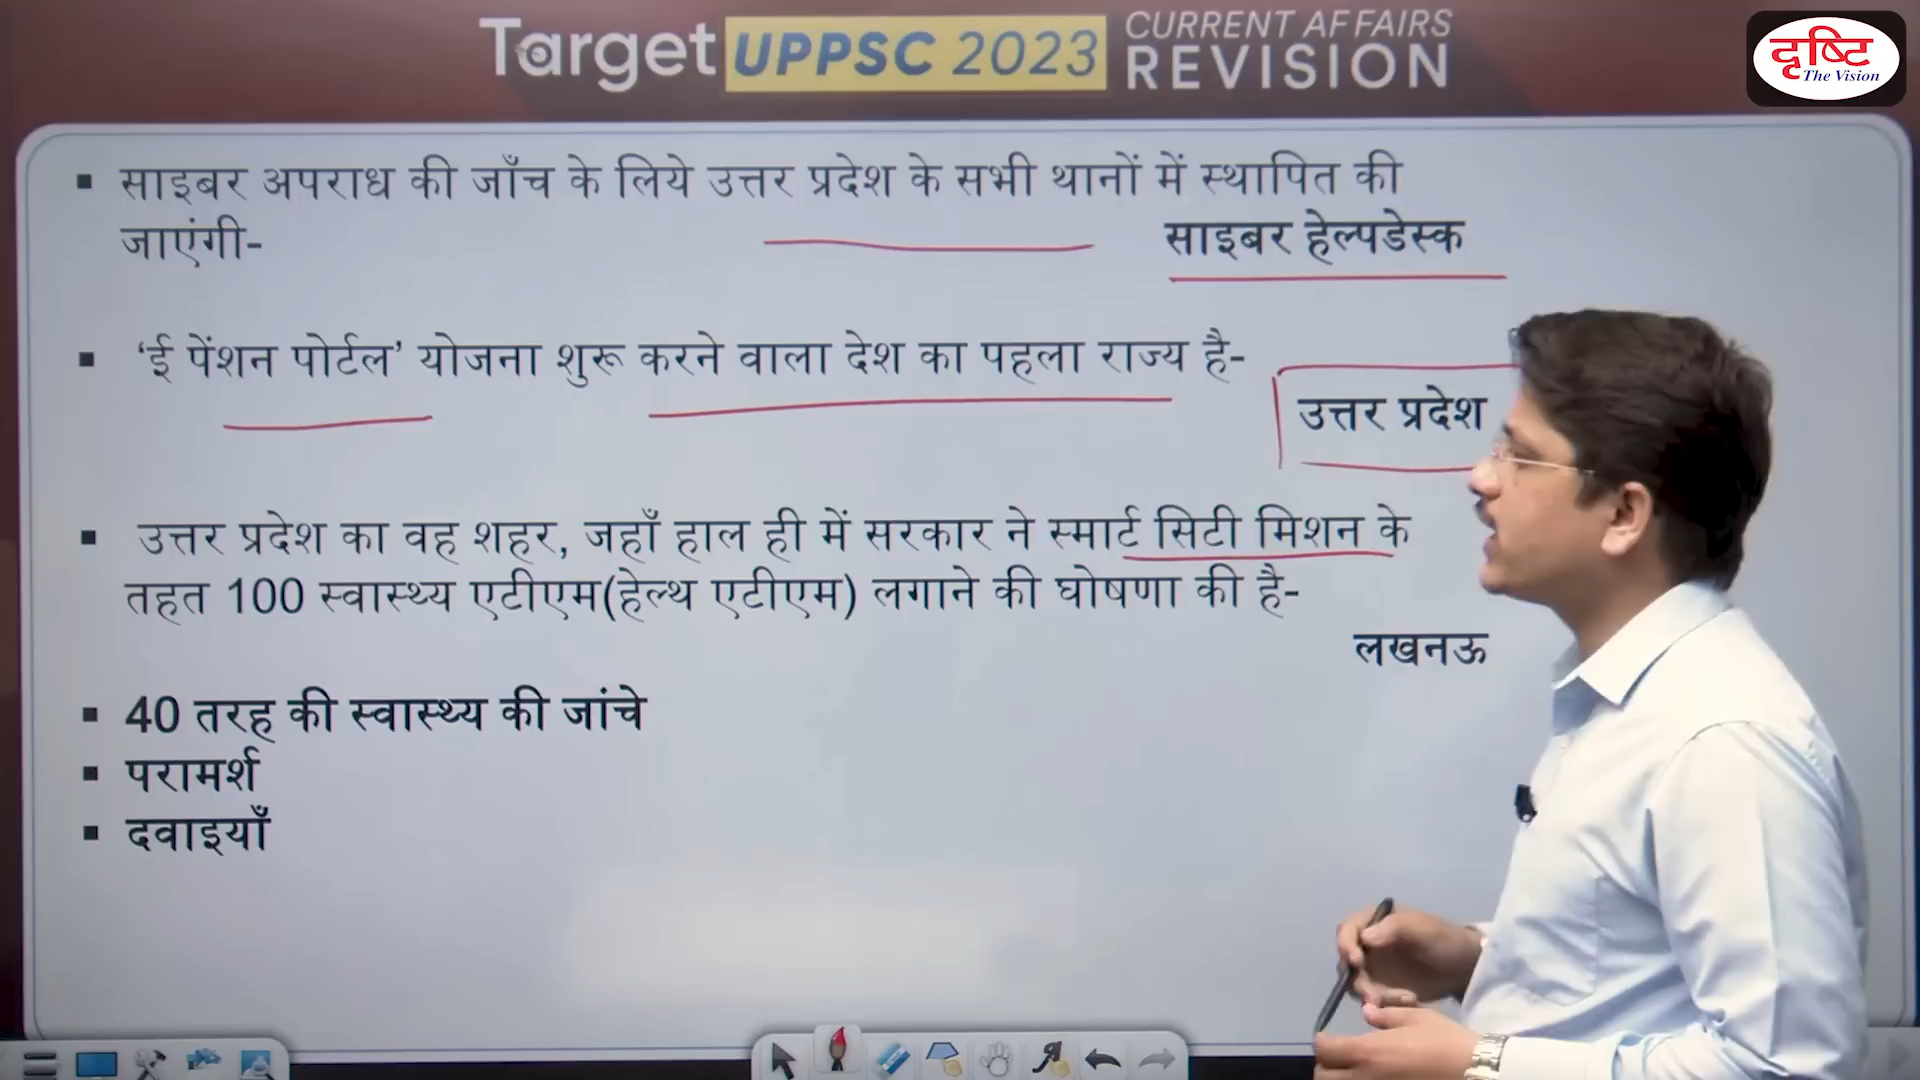 Target UPPSC 2023 CURRENT AFFAIRS REVISION
दृष्टि
The Vision
▪ साइबर अपराध की जाँच के लिये उत्तर प्रदेश के सभी थानों में स्थापित की
जाएंगी-
साइबर हेल्पडेस्क
▪ ‘ई पेंशन पोर्टल’ योजना शुरू करने वाला देश का पहला राज्य है-
उत्तर प्रदेश
▪ उत्तर प्रदेश का वह शहर, जहाँ हाल ही में सरकार ने स्मार्ट सिटी मिशन के
तहत 100 स्वास्थ्य एटीएम(हेल्थ एटीएम) लगाने की घोषणा की है-
लखनऊ
▪ 40 तरह की स्वास्थ्य की जांचे
▪ परामर्श
▪ दवाइयाँ